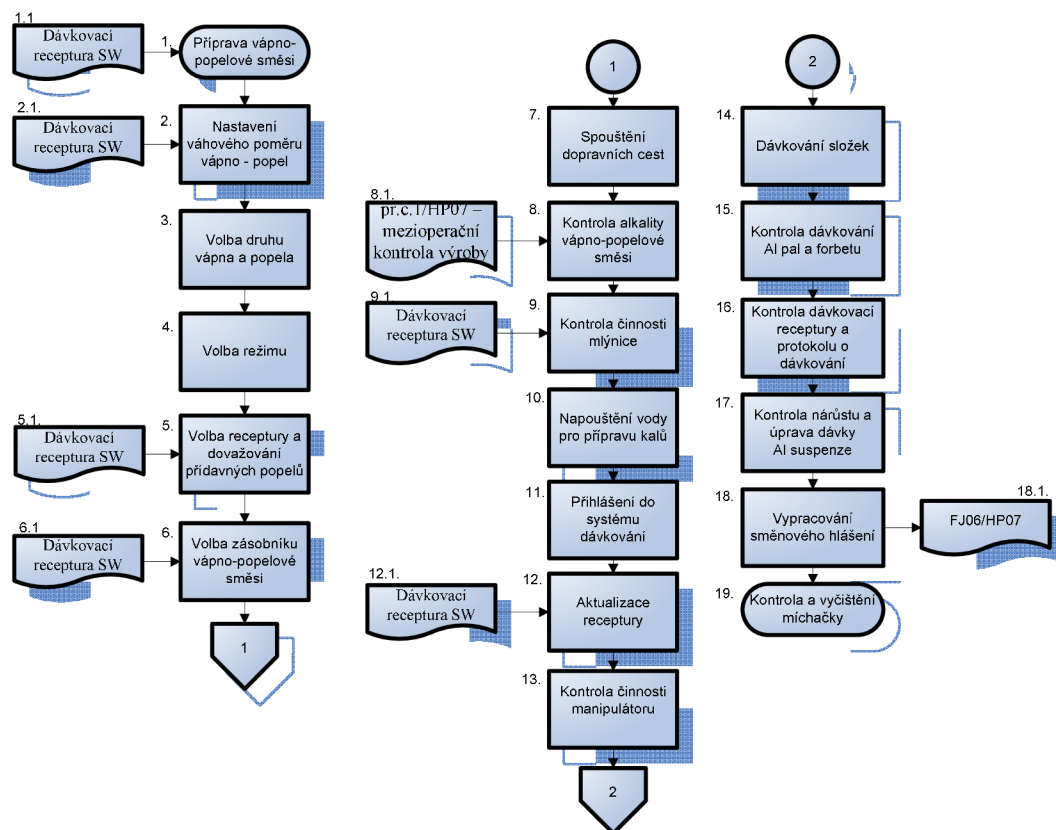 1.1
Dávkovací
receptura SW
1.
Příprava vápno-
popelové směsi
2.1.
Dávkovací
receptura SW
2.
Nastavení
váhového poměru
vápno - popel
3.
Volba druhu
vápna a popela
4.
Volba režimu
5.1.
Dávkovací
receptura SW
5.
Volba receptury a
dovažování
přídavných popelů
6.1
Dávkovací
receptura SW
6.
Volba zásobníku
vápno-popelové
směsi
1
1
7.
Spouštění
dopravních cest
8.1.
př.č.1/HP07 –
mezioperační
kontrola výroby
8.
Kontrola alkality
vápno-popelové
směsi
9.1.
Dávkovací
receptura SW
9.
Kontrola činnosti
mlýnice
10.
Napouštění vody
pro přípravu kalů
11.
Přihlášení do
systému
dávkování
12.1.
Dávkovací
receptura SW
12.
Aktualizace
receptury
13.
Kontrola činnosti
manipulátoru
2
2
14.
Dávkování složek
15.
Kontrola dávkování
Al pal a forbetu
16.
Kontrola dávkovací
receptury a
protokolu o
dávkování
17.
Kontrola nárůstu a
úprava dávky
Al suspenze
18.
Vypracování
směnového hlášení
18.1.
FJ06/HP07
19.
Kontrola a vyčištění
míchačky